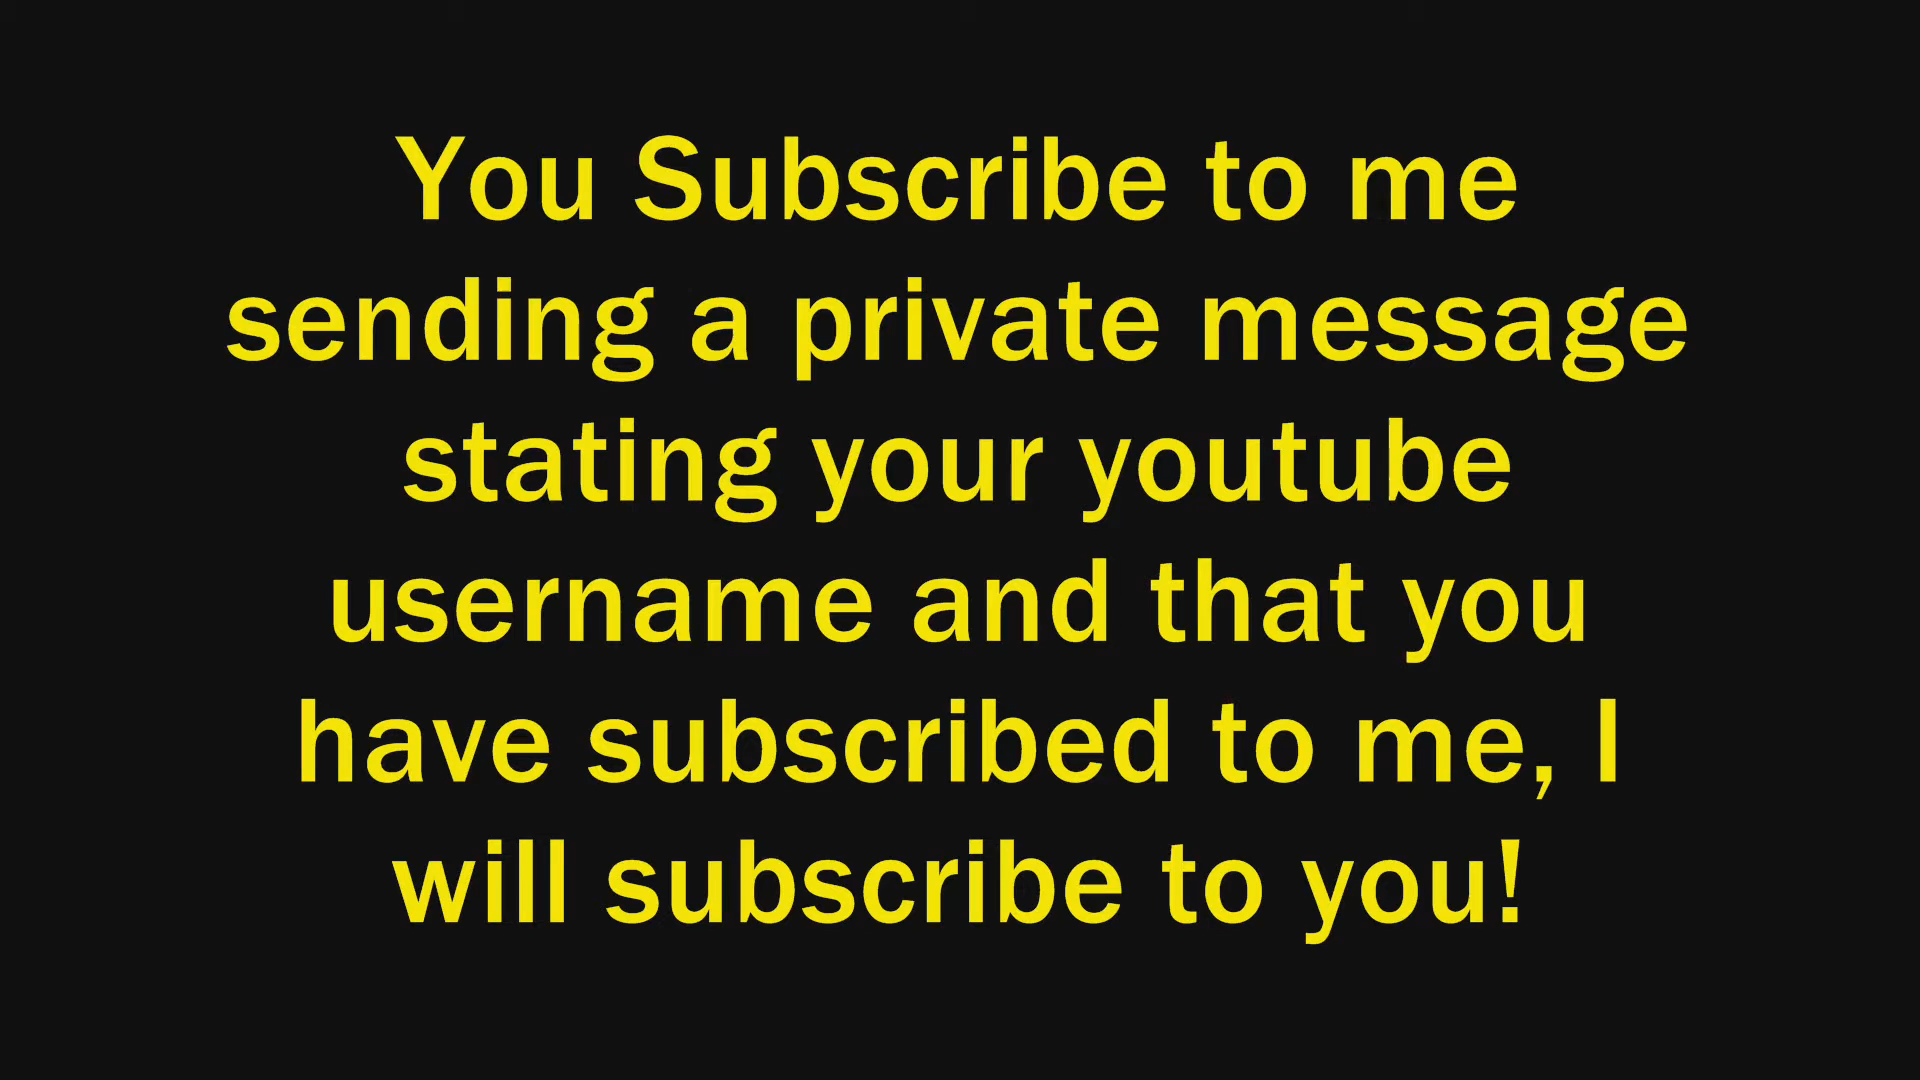 You Subscribe to me
sending a private message
stating your youtube
username and that you
have subscribed to me, I
will subscribe to you!